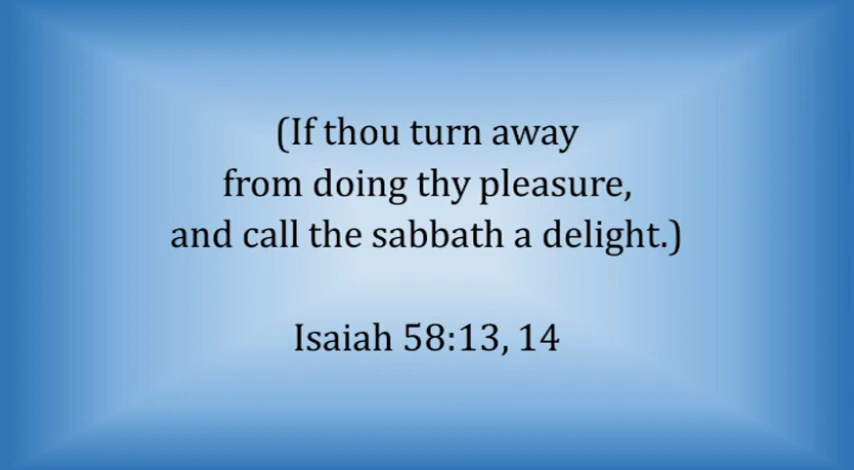 (If thou turn away
from doing thy pleasure,
and call the sabbath a delight.)
Isaiah 58:13, 14